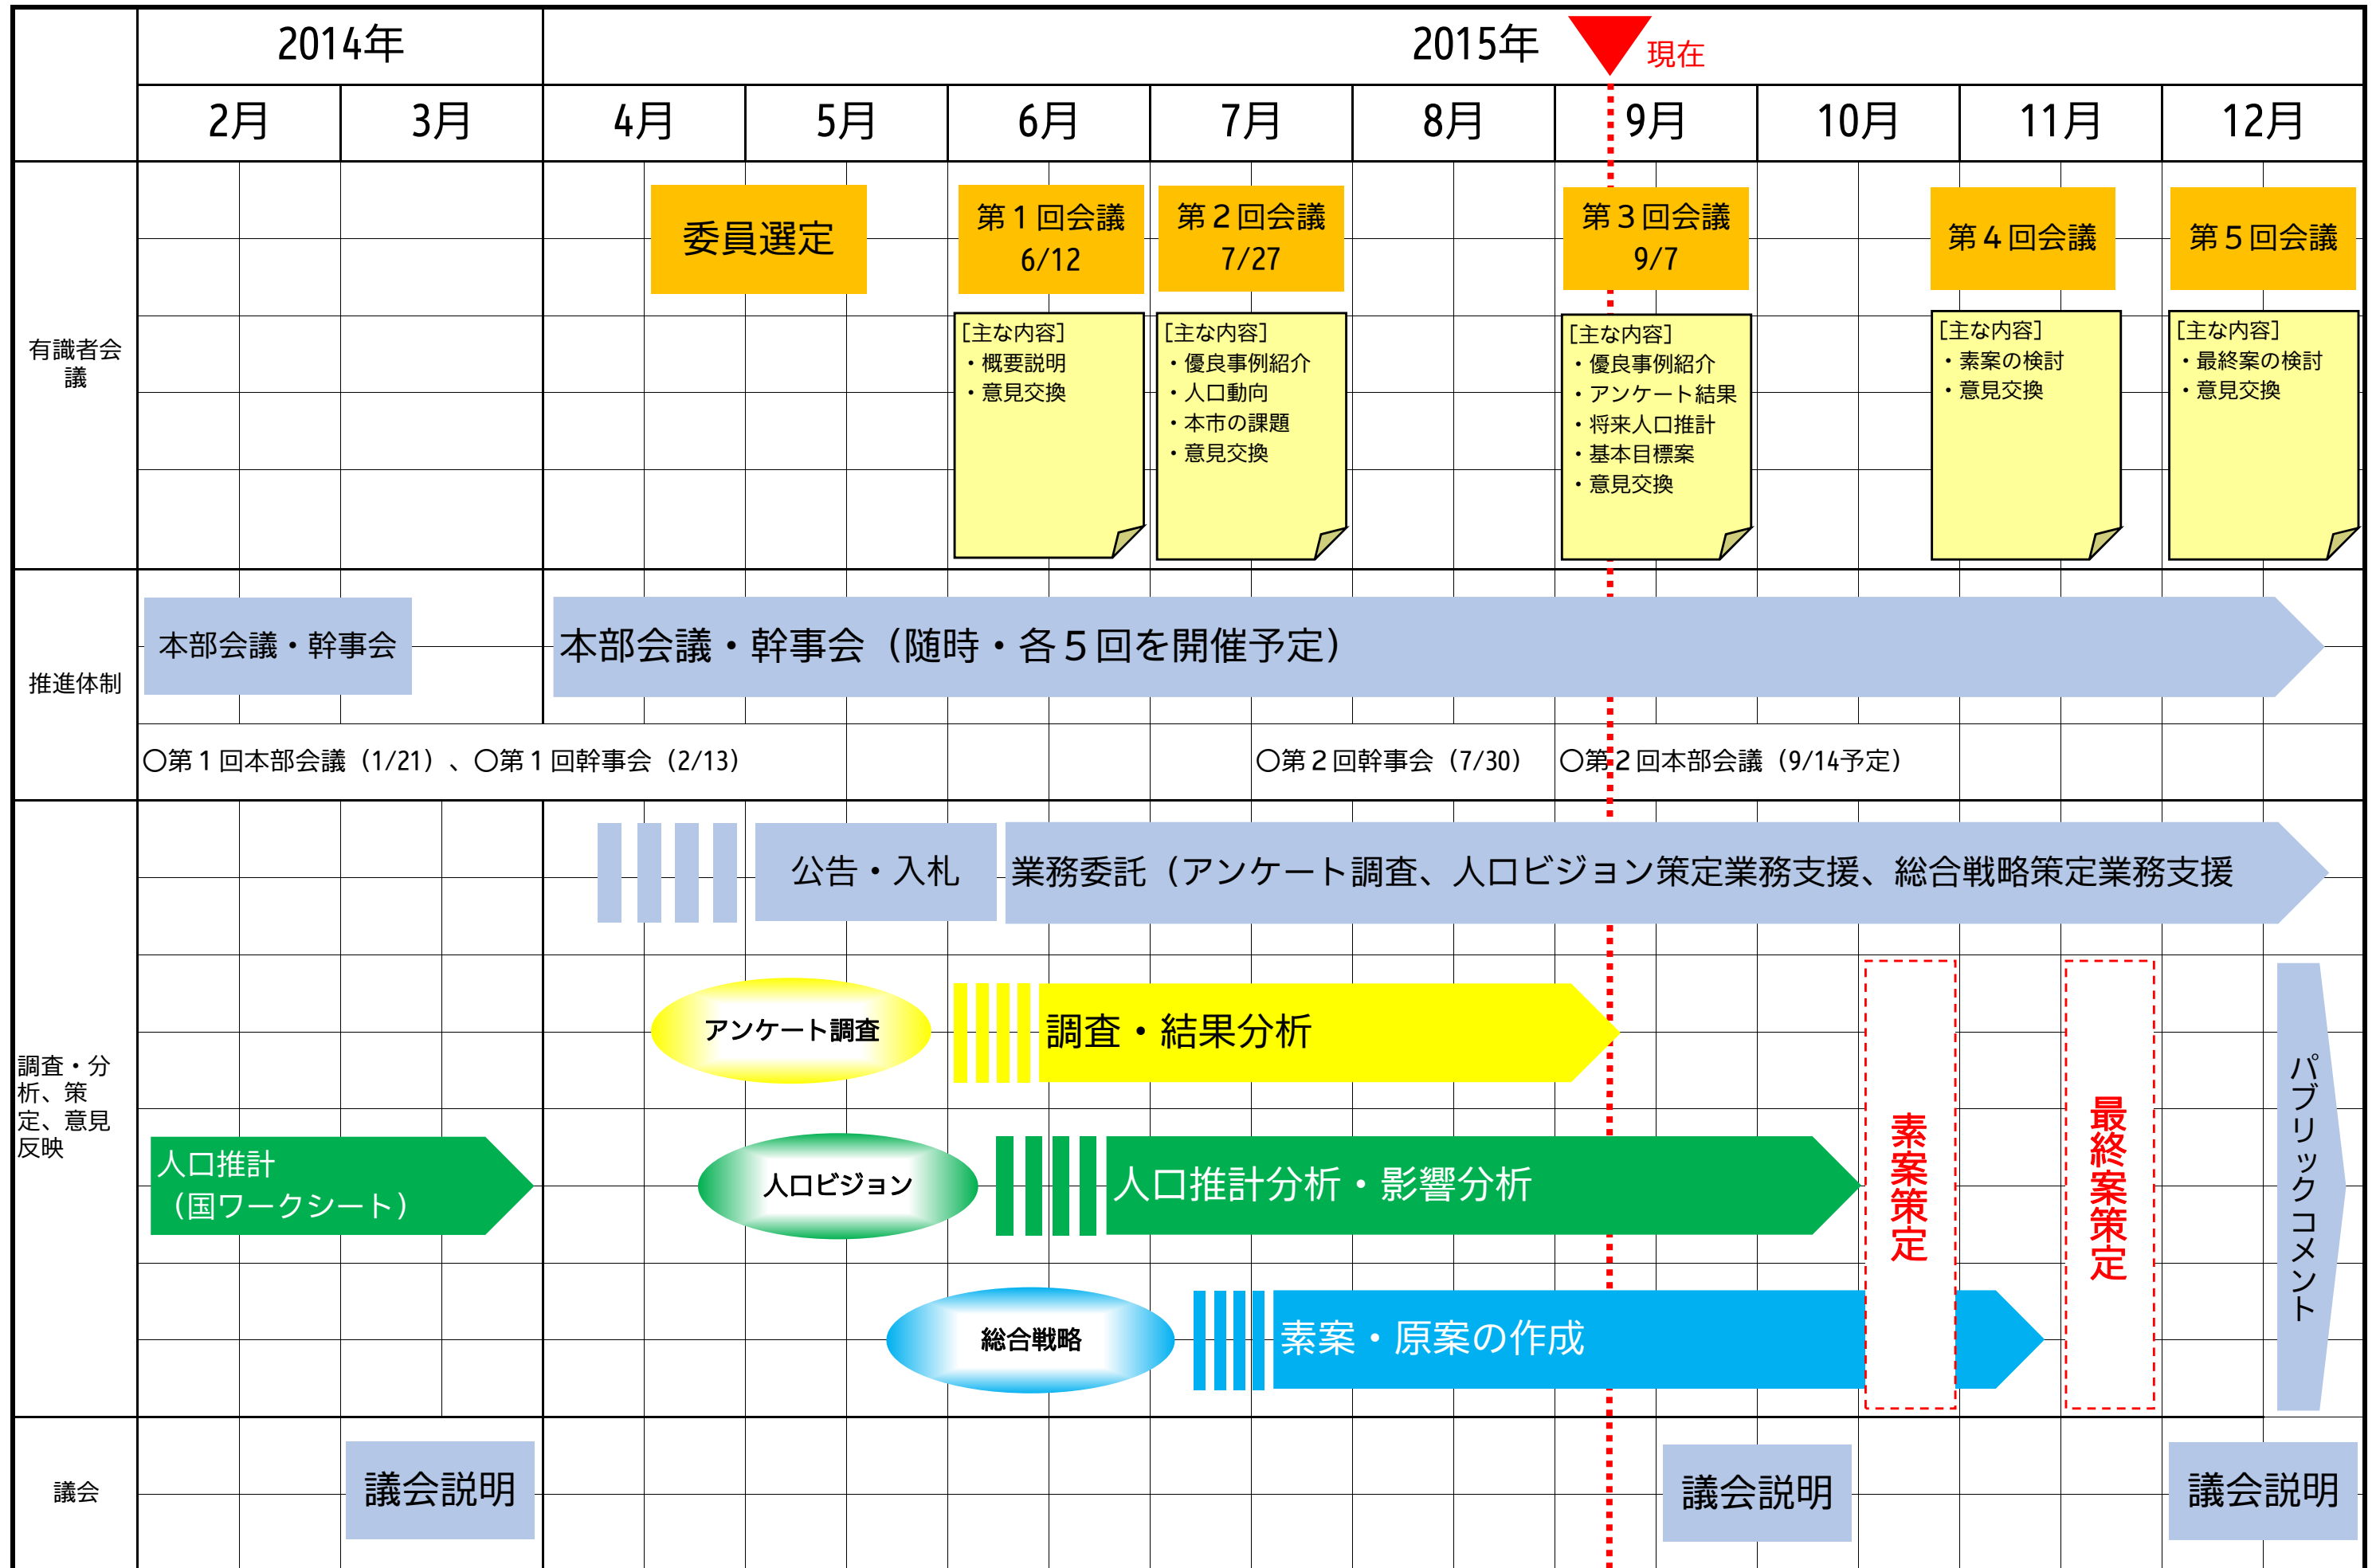 2014年
2015年
現在
2月
3月
4月
5月
6月
7月
8月
9月
10月
11月
12月
有識者会
議
委員選定
第１回会議
6/12
第２回会議
7/27
第３回会議
9/7
第４回会議
第５回会議
［主な内容］
・概要説明
・意見交換
［主な内容］
・優良事例紹介
・人口動向
・本市の課題
・意見交換
［主な内容］
・優良事例紹介
・アンケート結果
・将来人口推計
・基本目標案
・意見交換
［主な内容］
・素案の検討
・意見交換
［主な内容］
・最終案の検討
・意見交換
推進体制
本部会議・幹事会
本部会議・幹事会（随時・各５回を開催予定）
〇第１回本部会議（1/21）、〇第１回幹事会（2/13）
〇第２回幹事会（7/30）
〇第２回本部会議（9/14予定）
調査・分
析、策
定、意見
反映
公告・入札
業務委託（アンケート調査、人口ビジョン策定業務支援、総合戦略策定業務支援
アンケート調査
調査・結果分析
人口推計
（国ワークシート）
人口ビジョン
人口推計分析・影響分析
総合戦略
素案・原案の作成
素案策定
最終案策定
パブリックコメント
議会
議会説明
議会説明
議会説明